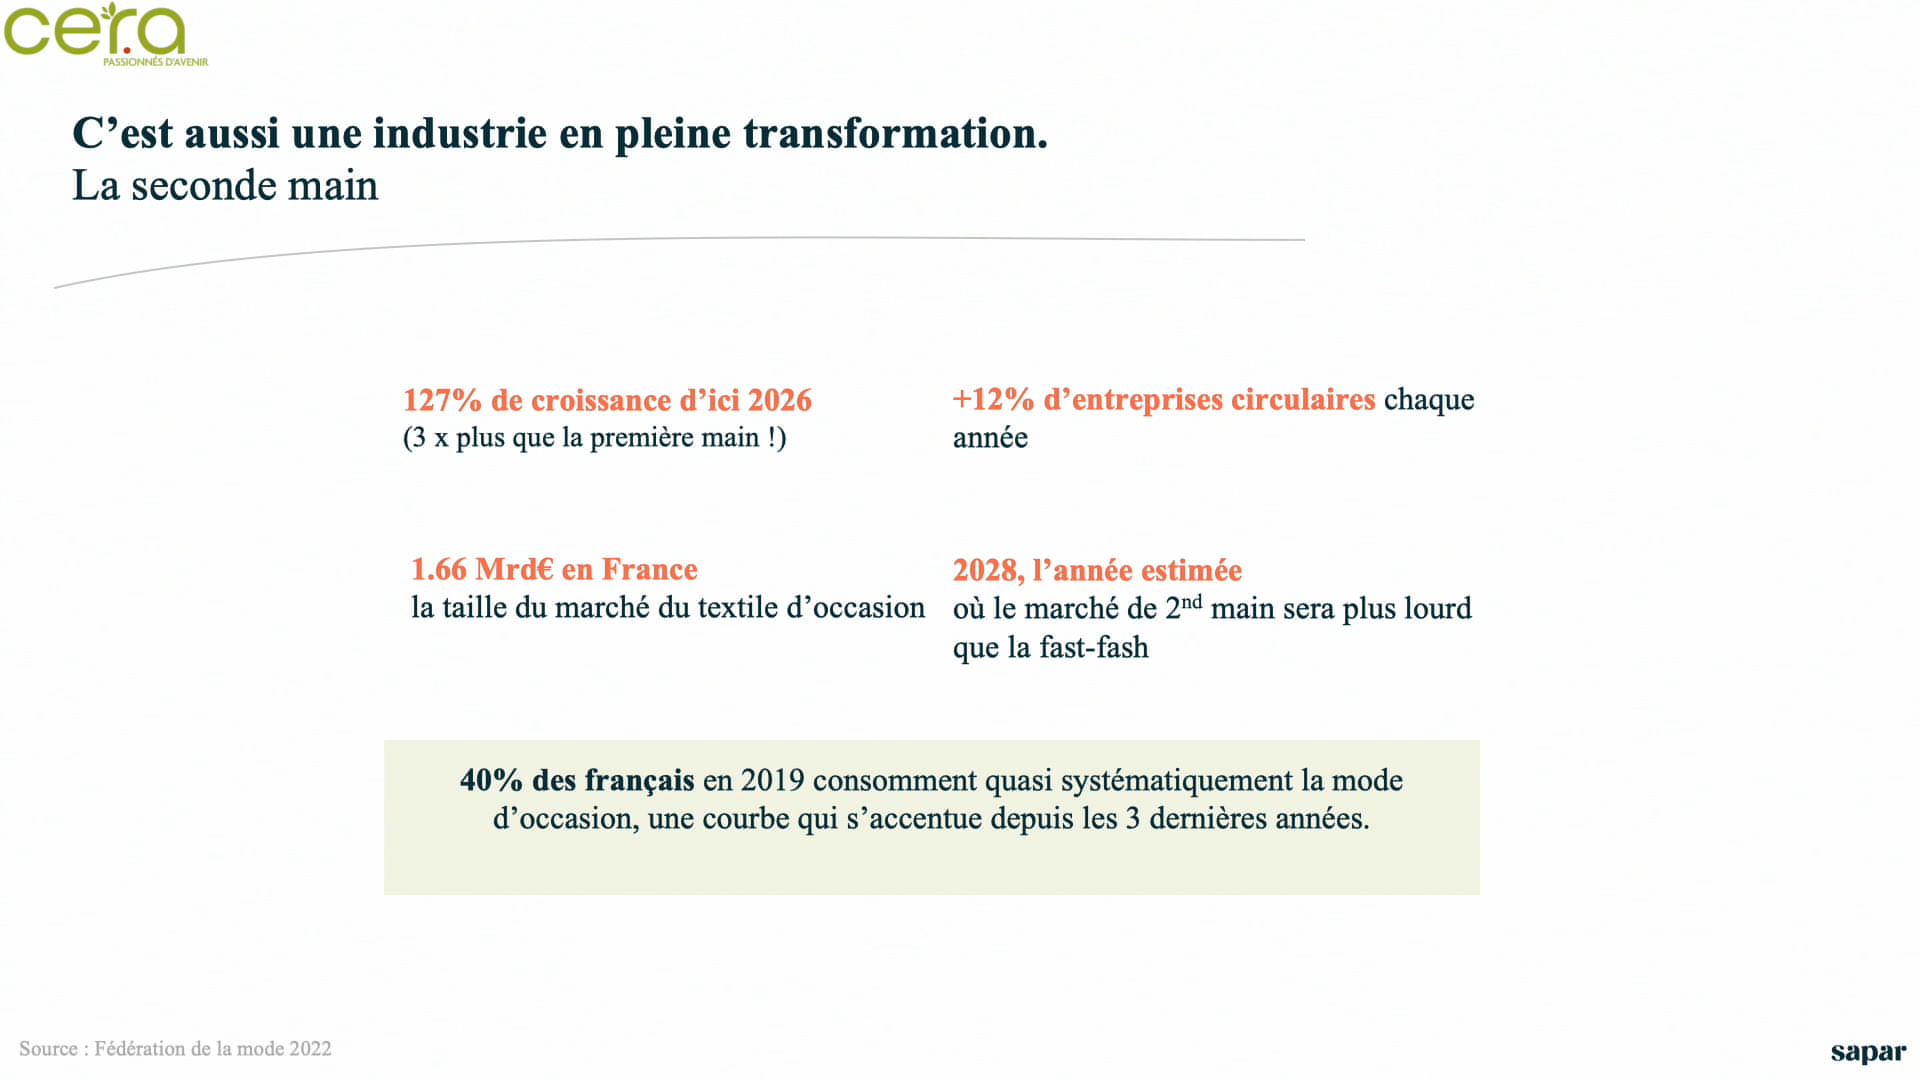 cer.a
PASSIONNÉS D'AVENIR
C’est aussi une industrie en pleine transformation.
La seconde main
127% de croissance d’ici 2026
(3 x plus que la première main !)
+12% d’entreprises circulaires chaque
année
1.66 Mrd€ en France
la taille du marché du textile d’occasion
2028, l’année estimée
où le marché de 2nd main sera plus lourd
que la fast-fash
40% des français en 2019 consomment quasi systématiquement la mode
d’occasion, une courbe qui s’accentue depuis les 3 dernières années.
Source : Fédération de la mode 2022
sapar